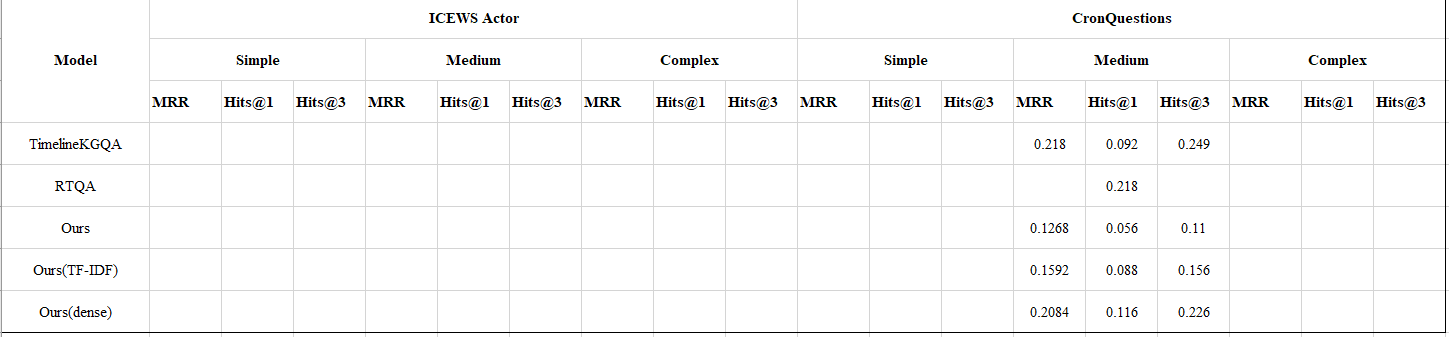 ICEWS Actor CronQuestions
Model Simple Medium Complex Simple Medium Complex
MRR Hits@1 Hits@3 MRR Hits@1 Hits@3 MRR Hits@1 Hits@3 MRR Hits@1 Hits@3 MRR Hits@1 Hits@3 MRR Hits@1 Hits@3
TimelineKGQA 0.218 0.092 0.249
RTQA 0.218
Ours 0.1268 0.056 0.11
Ours(TF-IDF) 0.1592 0.088 0.156
Ours(dense) 0.2084 0.116 0.226